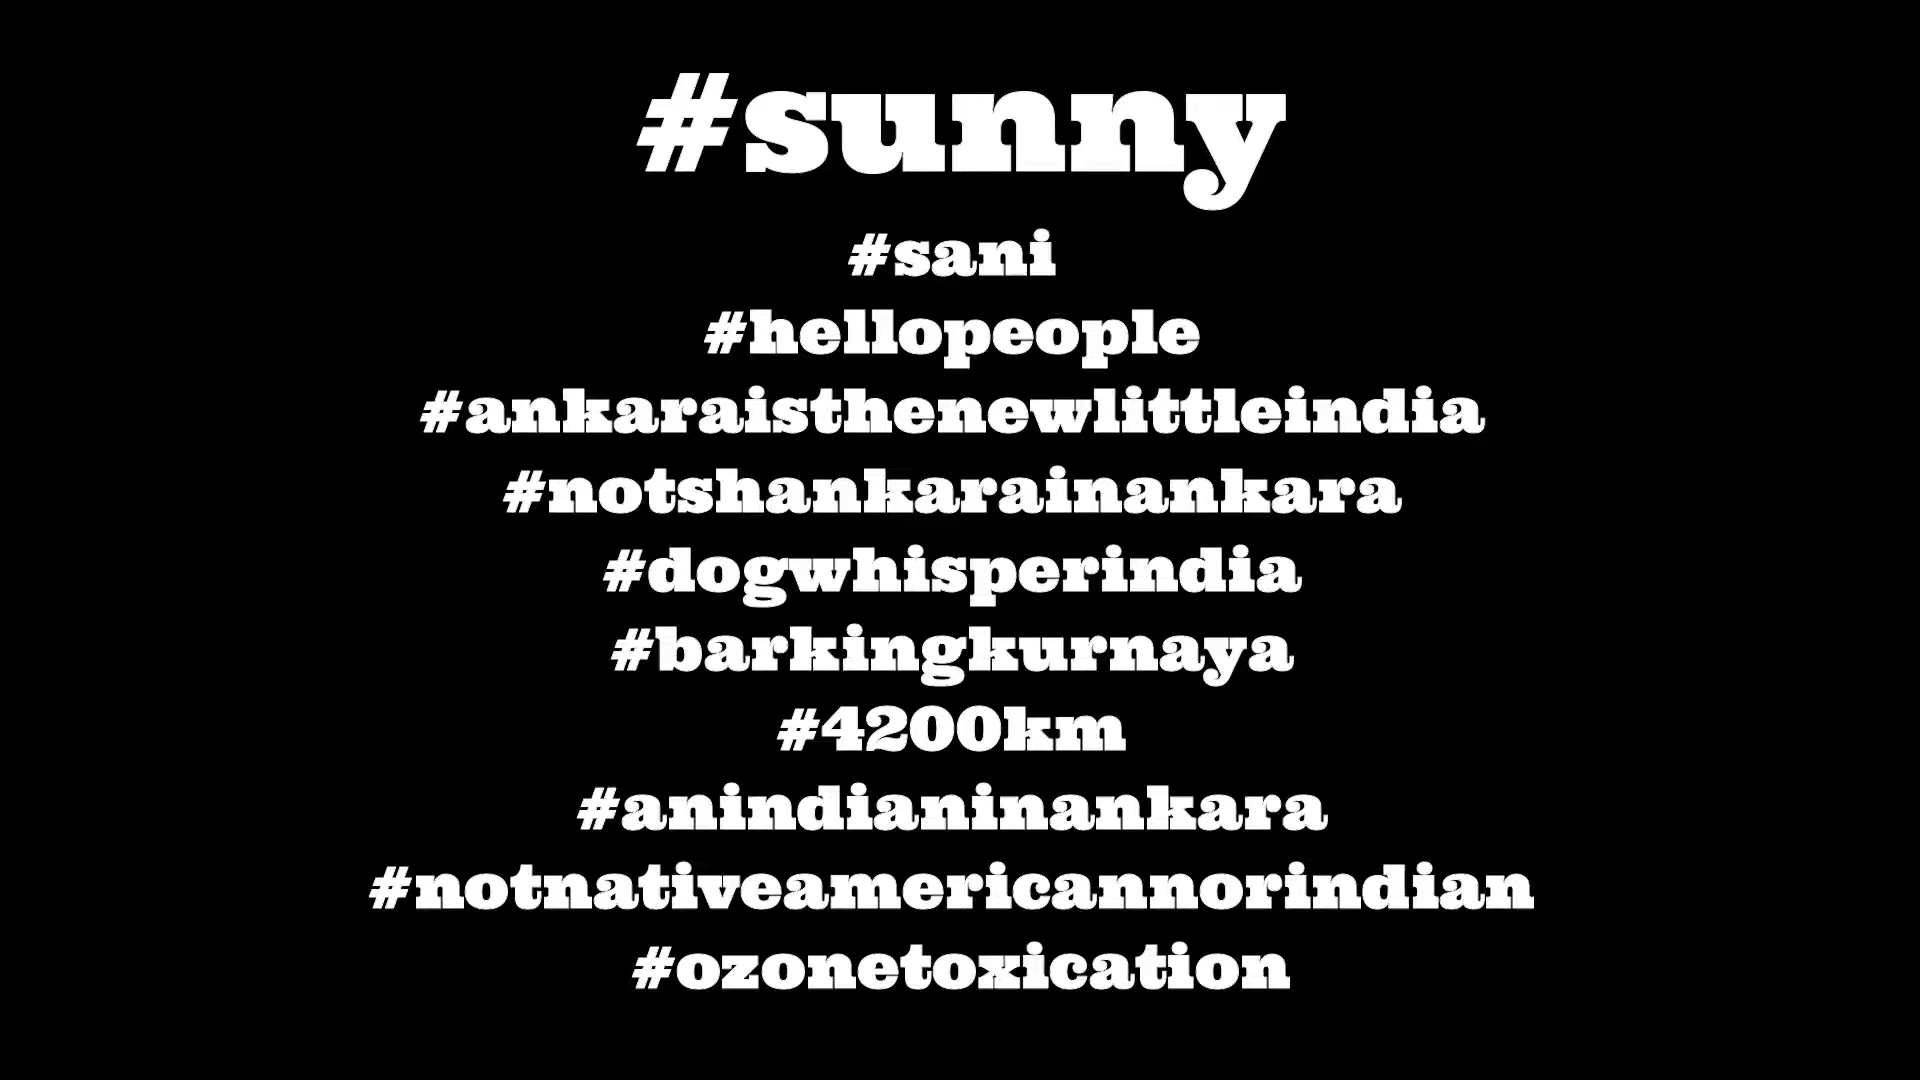 #sunny
#sani
#hellopeople
#ankaraisthenewlittleindia
#notshankarainankara
#dogwhisperindia
#barkingkurnaya
#4200km
#anindianinankara
#notnativeamericannorindian
#ozonetoxication